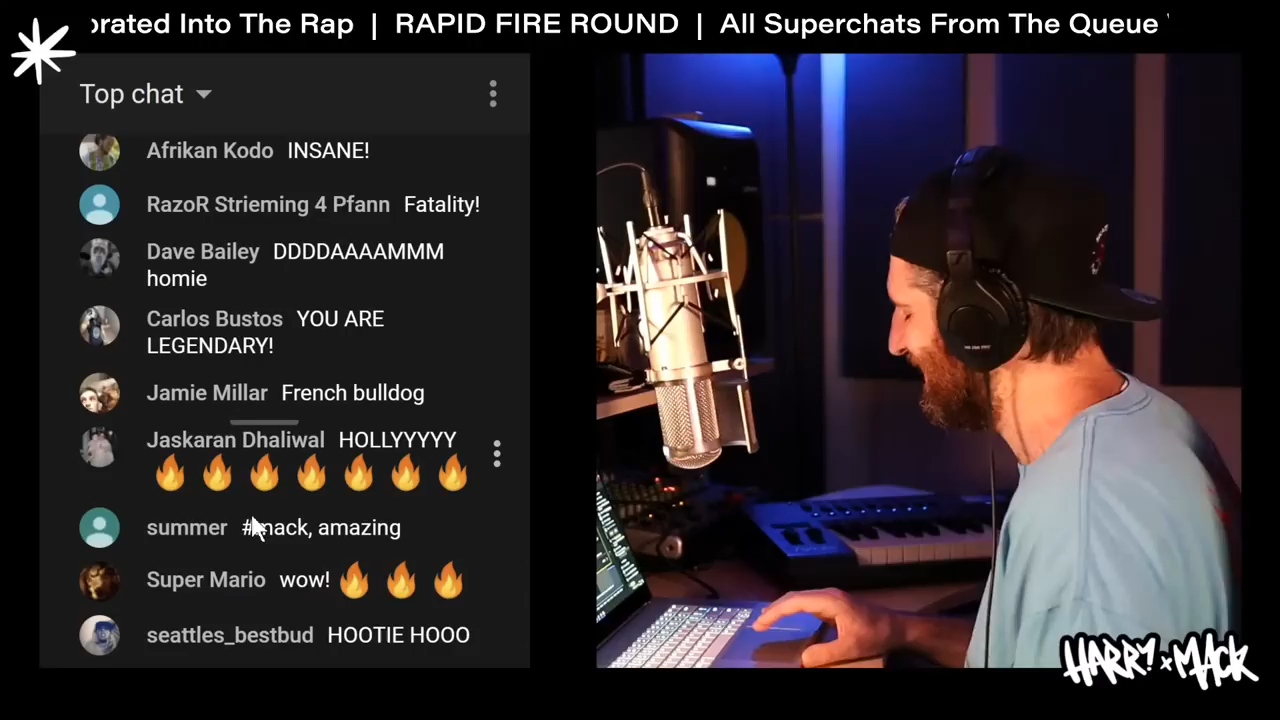 orated Into The Rap | RAPID FIRE ROUND | All Superchats From The Queue
Top chat
Afrikan Kodo INSANE!
RazoR Strieming 4 Pfann Fatality!
Dave Bailey DDDDAAAAMMM
homie
Carlos Bustos YOU ARE
LEGENDARY!
Jamie Millar French bulldog
Jaskaran Dhaliwal HOLLYYYYY
🔥 🔥 🔥 🔥 🔥 🔥 🔥
summer #mack, amazing
Super Mario wow! 🔥 🔥 🔥
seattles_bestbud HOOTIE HOOO
HARRY x MACK